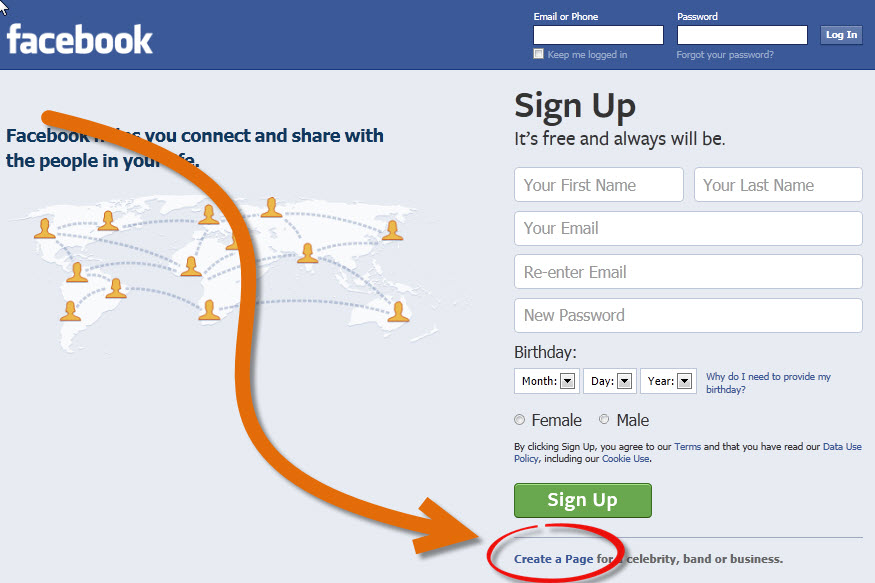 facebook
Email or Phone
Password
Log In
Keep me logged in
Forgot your password?
Facebook you connect and share with
the people in your
Sign Up
It's free and always will be.
Your First Name
Your Last Name
Your Email
Re-enter Email
New Password
Birthday:
Month:
Day:
Year:
Why do I need to provide my
birthday?
Female
Male
By clicking Sign Up, you agree to our Terms and that you have read our Data Use
Policy, including our Cookie Use.
Sign Up
Create a Page for celebrity, band or business.